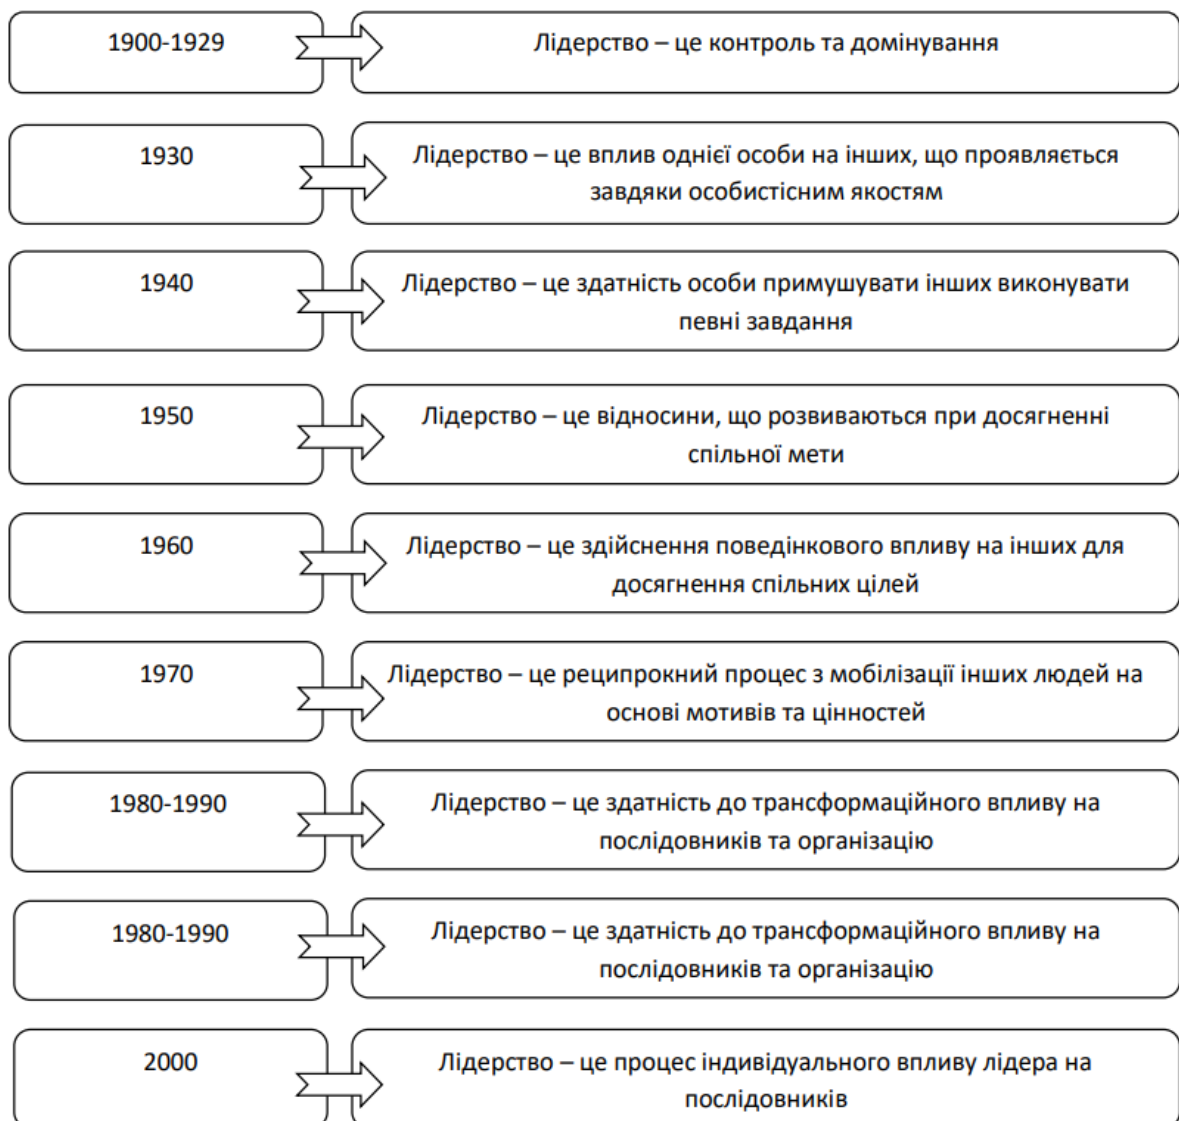 1900-1929
Лідерство – це контроль та домінування
1930
Лідерство – це вплив однієї особи на інших, що проявляється
завдяки особистісним якостям
1940
Лідерство – це здатність особи примушувати інших виконувати
певні завдання
1950
Лідерство – це відносини, що розвиваються при досягненні
спільної мети
1960
Лідерство – це здійснення поведінкового впливу на інших для
досягнення спільних цілей
1970
Лідерство – це реципрокний процес з мобілізації інших людей на
основі мотивів та цінностей
1980-1990
Лідерство – це здатність до трансформаційного впливу на
послідовників та організацію
1980-1990
Лідерство – це здатність до трансформаційного впливу на
послідовників та організацію
2000
Лідерство – це процес індивідуального впливу лідера на
послідовників